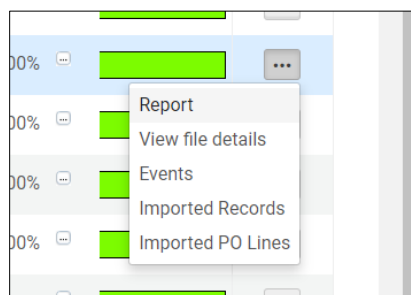 00%
...
Report
View file details
00%
Events
00%
Imported Records
Imported PO Lines
00%